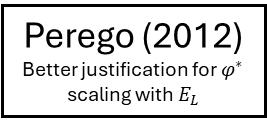 Perego (2012)
Better justification for φ*
scaling with E_L